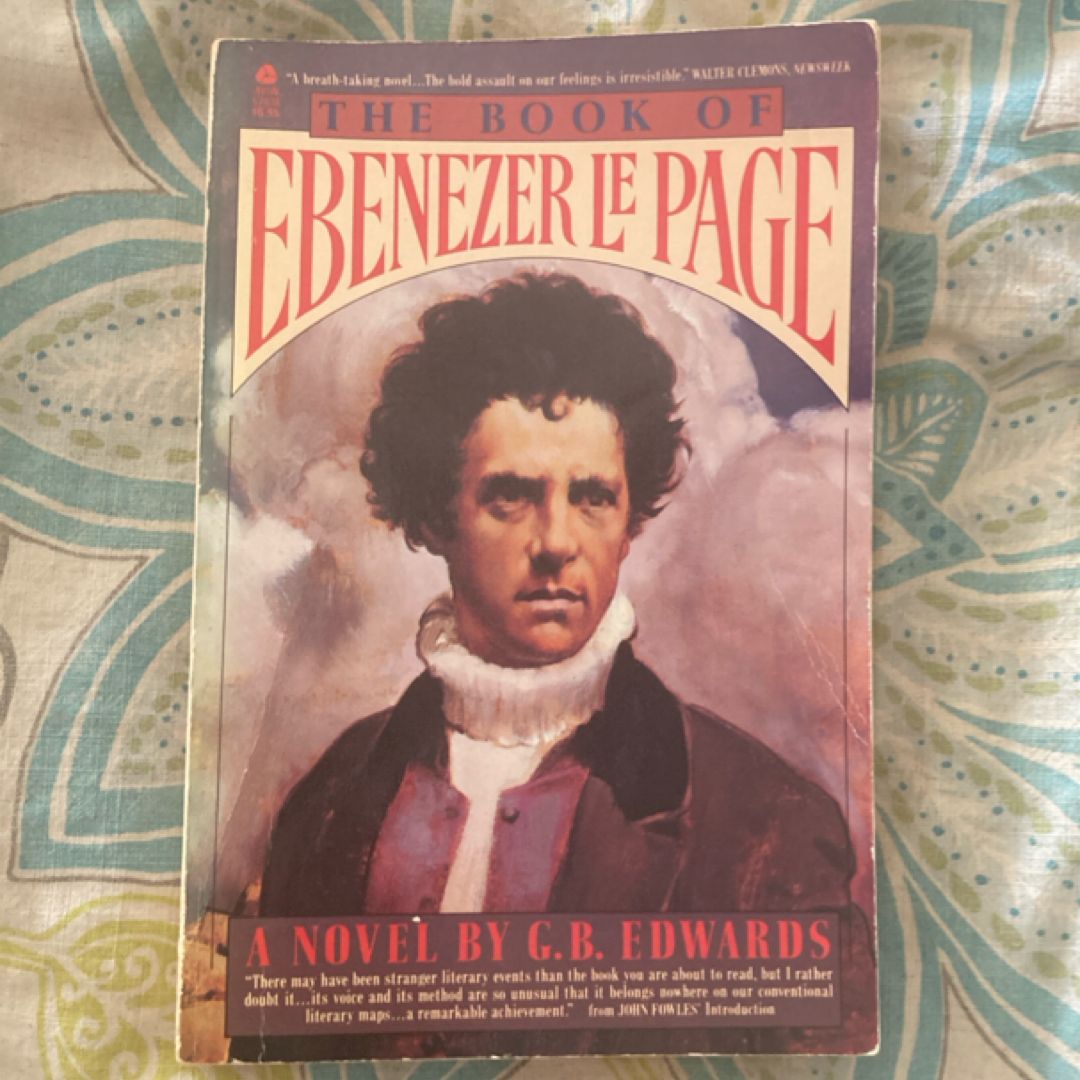 "A breath-taking novel...The bold assault on our feelings is irresistible." WALTER CLEMONS, NEWSWEEK
THE BOOK OF
EBENEZER LE PAGE
A NOVEL BY G.B. EDWARDS
"There may have been stranger literary events than the book you are about to read, but I rather
doubt it...its voice and its method are so unusual that it belongs nowhere on our conventional
literary maps...a remarkable achievement." from JOHN FOWLES' Introduction